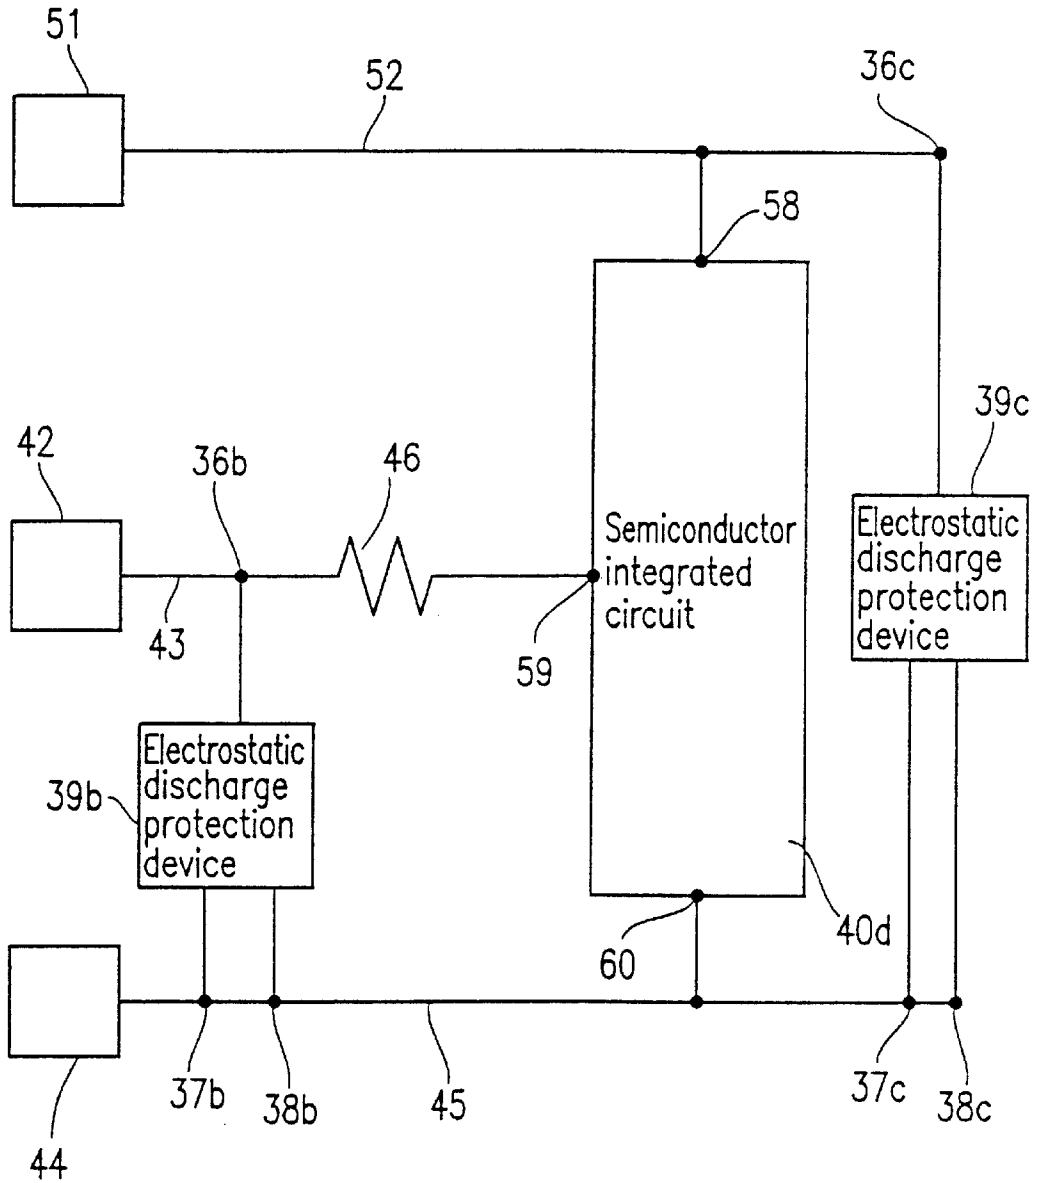 51
52
36c
58
39c
42
36b
46
Semiconductor
integrated
circuit
Electrostatic
discharge
protection
device
43
59
Electrostatic
discharge
protection
device
39b
40d
60
37b
38b
45
37c
38c
44